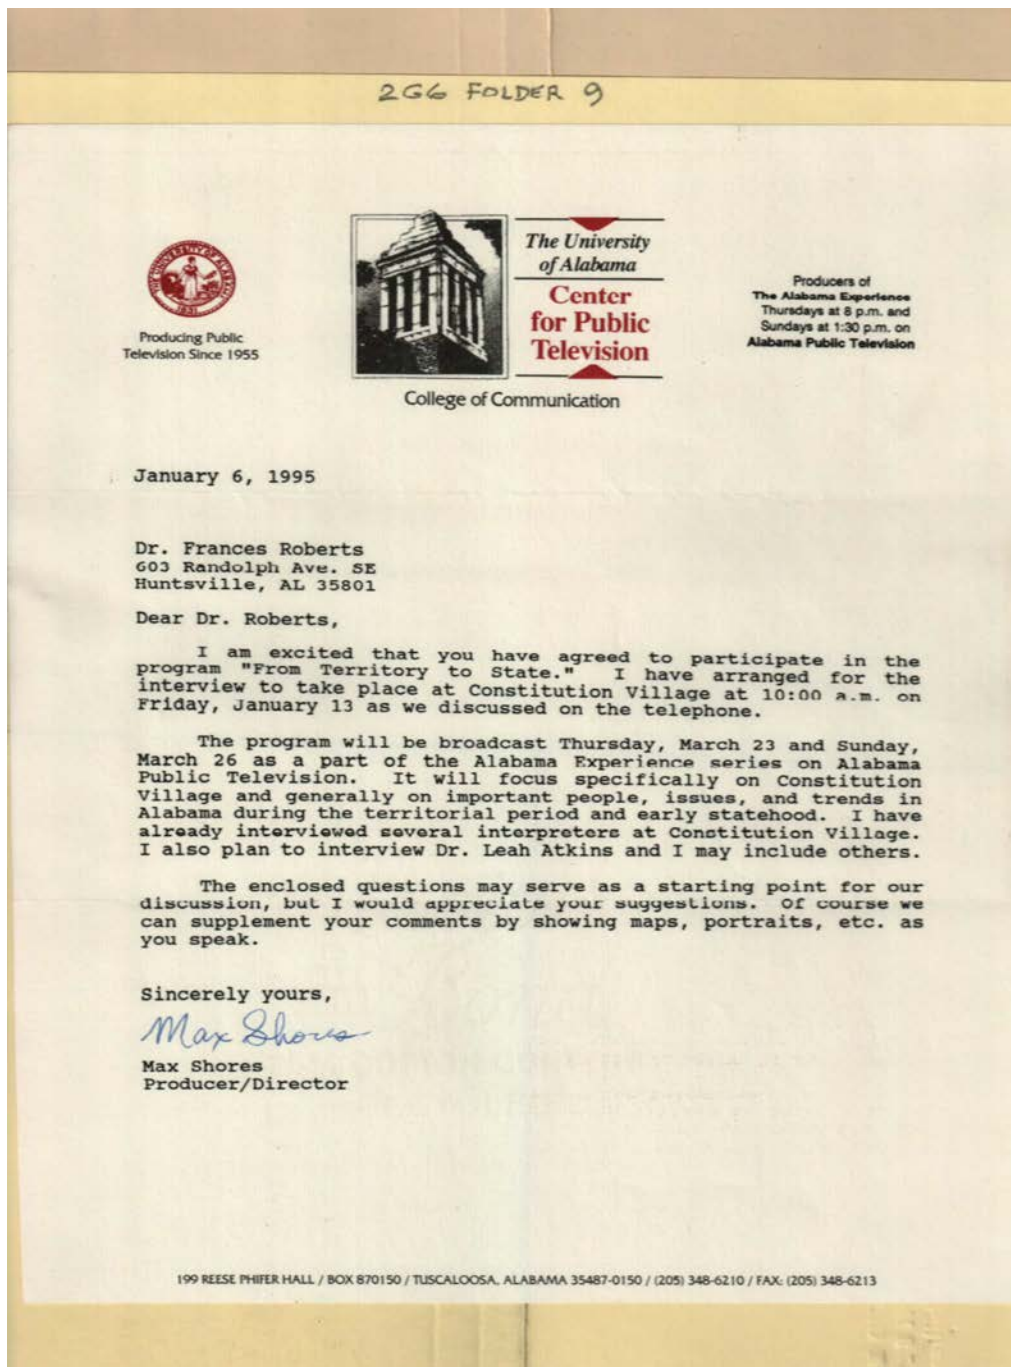 2G6 FOLDER 9
THE UNIVERSITY OF ALABAMA
1831
Producing Public
Television Since 1955
The University
of Alabama
Center
for Public
Television
College of Communication
Producers of
The Alabama Experience
Thursdays at 8 p.m. and
Sundays at 1:30 p.m. on
Alabama Public Television
January 6, 1995
Dr. Frances Roberts
603 Randolph Ave. SE
Huntsville, AL 35801
Dear Dr. Roberts,
I am excited that you have agreed to participate in the
program "From Territory to State." I have arranged for the
interview to take place at Constitution Village at 10:00 a.m. on
Friday, January 13 as we discussed on the telephone.
The program will be broadcast Thursday, March 23 and Sunday,
March 26 as a part of the Alabama Experience series on Alabama
Public Television. It will focus specifically on Constitution
Village and generally on important people, issues, and trends in
Alabama during the territorial period and early statehood. I have
already interviewed several interpreters at Constitution Village.
I also plan to interview Dr. Leah Atkins and I may include others.
The enclosed questions may serve as a starting point for our
discussion, but I would appreciate your suggestions. Of course we
can supplement your comments by showing maps, portraits, etc. as
you speak.
Sincerely yours,
Max Shores
Max Shores
Producer/Director
199 REESE PHIFER HALL / BOX 870150 / TUSCALOOSA, ALABAMA 35487-0150 / (205) 348-6210 / FAX: (205) 348-6213